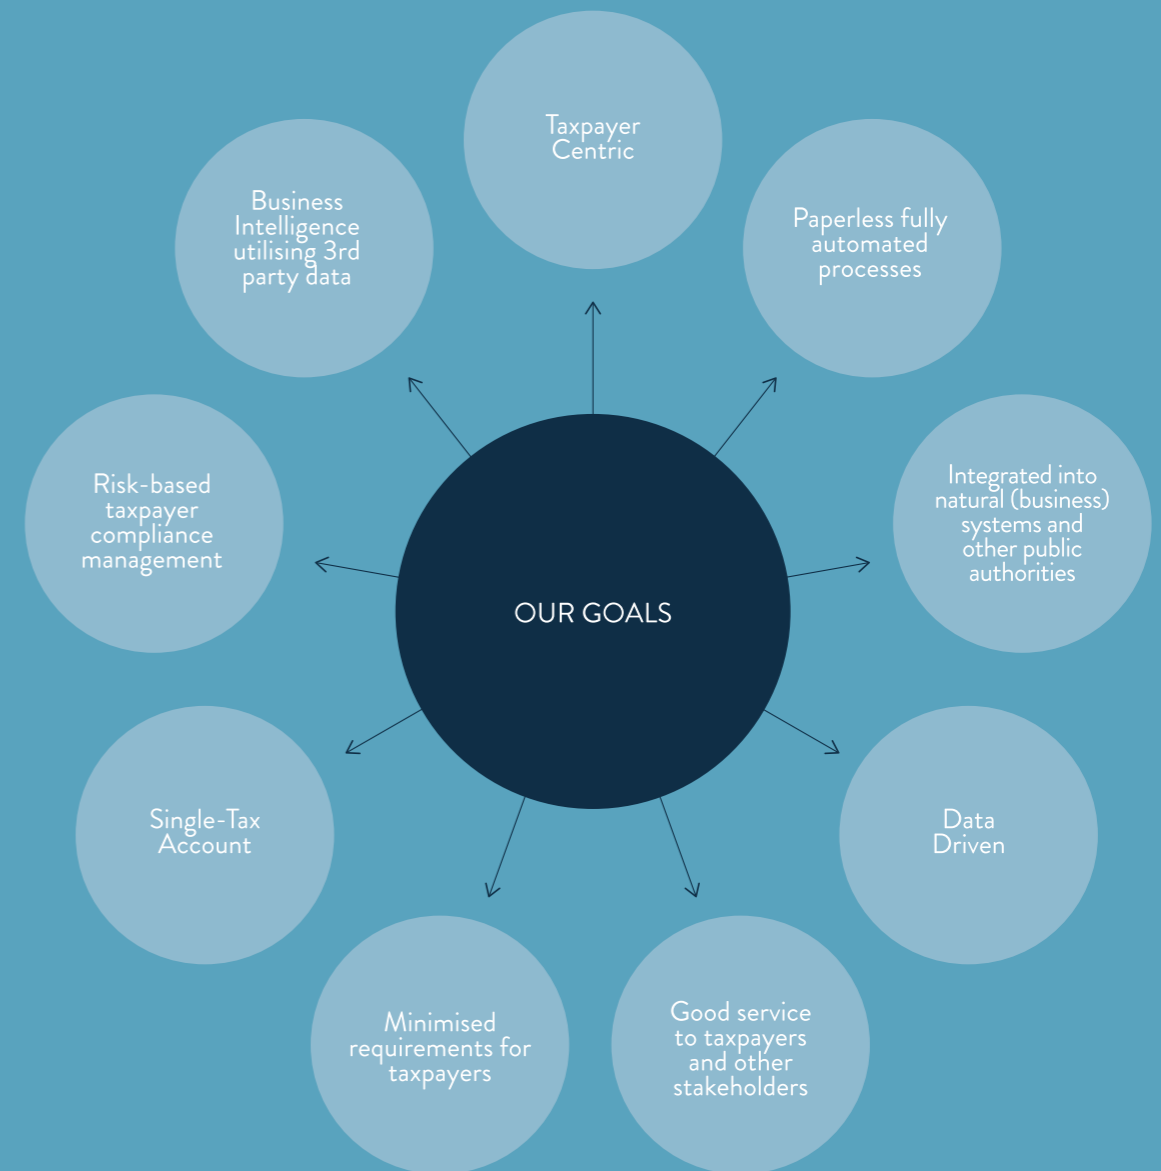 Taxpayer
Centric
Paperless fully
automated
processes
Integrated into
natural (business)
systems and
other public
authorities
Data
Driven
Good service
to taxpayers
and other
stakeholders
Minimised
requirements for
taxpayers
Single-Tax
Account
Risk-based
taxpayer
compliance
management
Business
Intelligence
utilising 3rd
party data
OUR GOALS